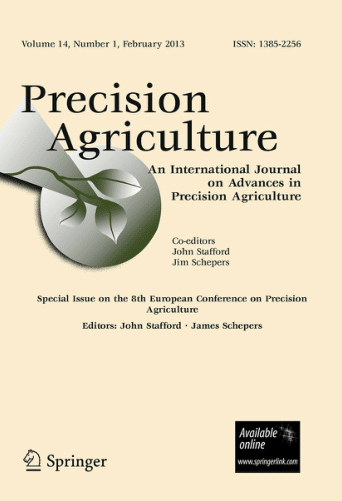 Volume 14, Number 1, February 2013 ISSN: 1385-2256
Precision
Agriculture
An International Journal
on Advances in
Precision Agriculture
Co-editors
John Stafford
Jim Schepers
Special Issue on the 8th European Conference on Precision
Agriculture
Editors: John Stafford · James Schepers
Available
online
www.springerlink.com
Springer